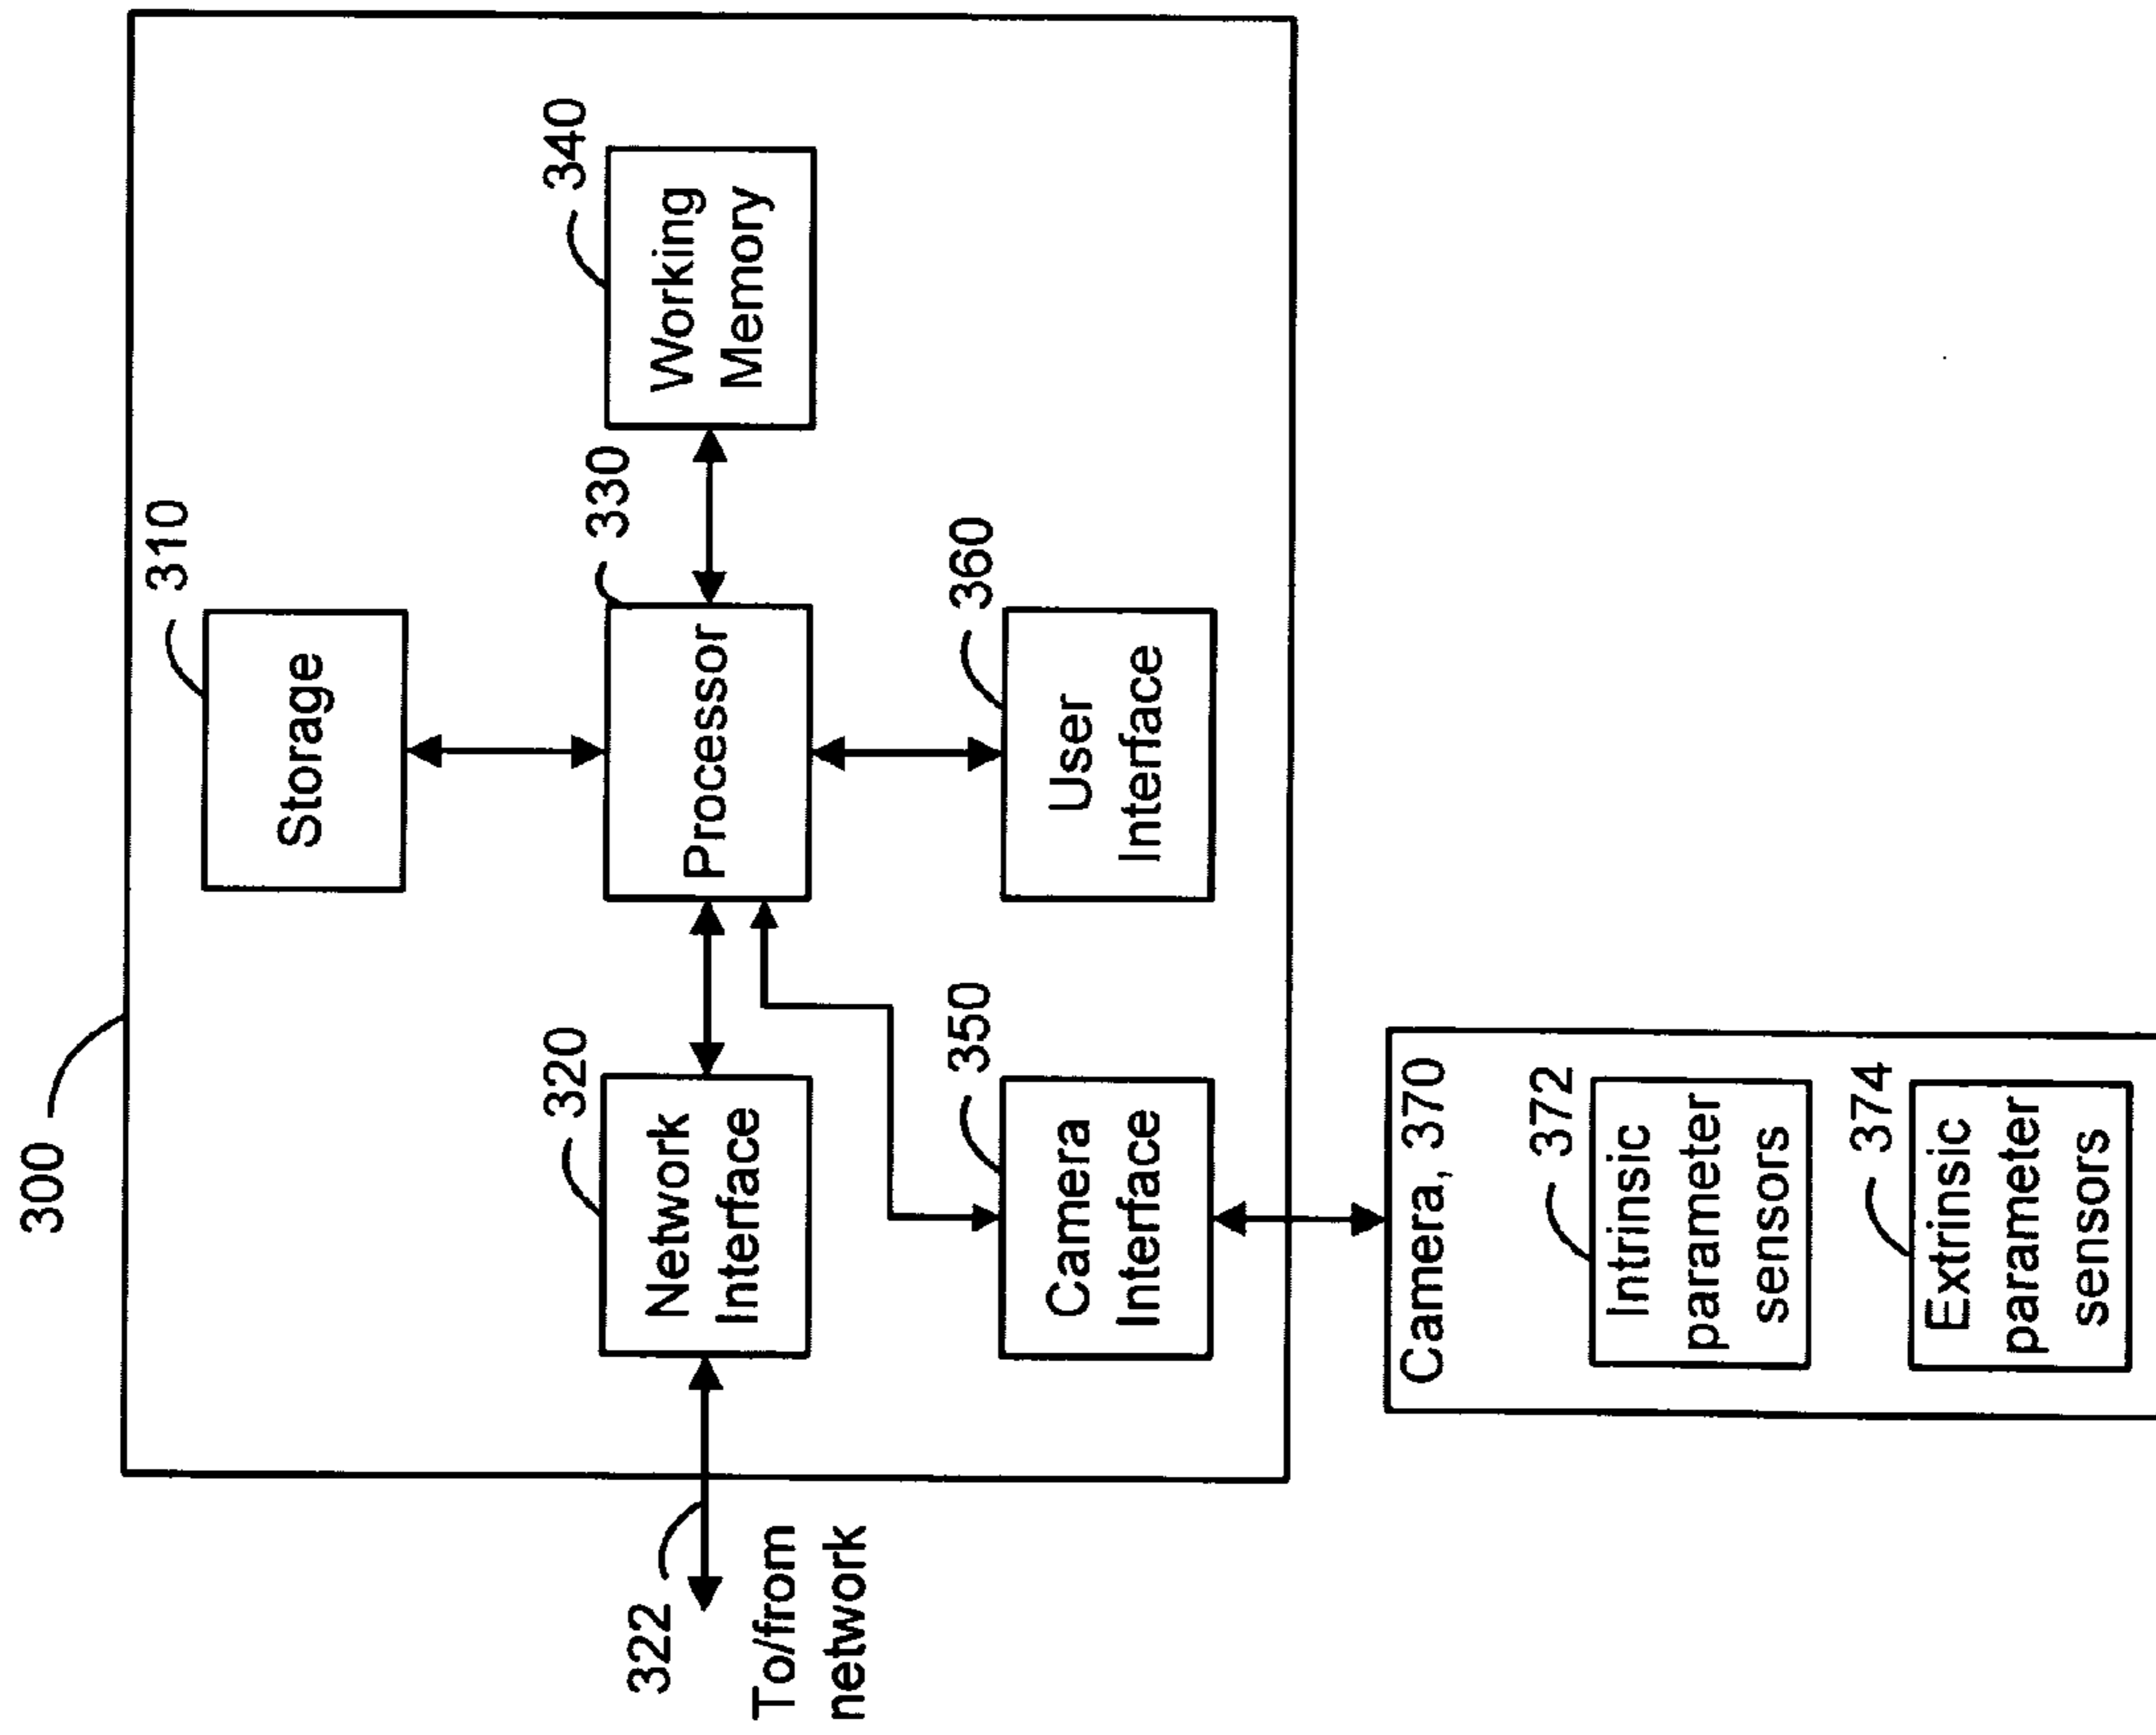 300
310
Storage
320
Network
Interface
330
Processor
340
Working
Memory
322
To/from
network
350
Camera
Interface
360
User
Interface
Camera, 370
372
Intrinsic
parameter
sensors
374
Extrinsic
parameter
sensors